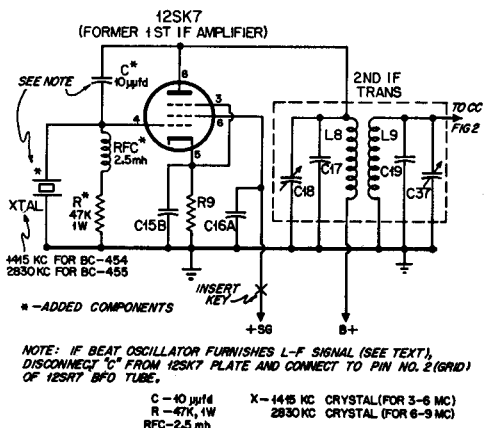 12SK7
(FORMER 1ST IF AMPLIFIER)
C*
10μμfd
SEE NOTE
8
3
6
4
5
2ND IF
TRANS
TO CC
FIG 2
L8
L9
C17
C18
C19
C37
RFC*
2.5mh
*
XTAL
R*
47K
1W
C15B
R9
C16A
1415 KC FOR BC-454
2830 KC FOR BC-455
INSERT
KEY
* -ADDED COMPONENTS
+SG
B+
NOTE: IF BEAT OSCILLATOR FURNISHES L-F SIGNAL (SEE TEXT),
DISCONNECT "C" FROM 12SK7 PLATE AND CONNECT TO PIN NO. 2 (GRID)
OF 12SR7 BFO TUBE.
C -10 μμfd
R -47K, 1W
RFC-2.5 mh
X-1415 KC CRYSTAL (FOR 3-6 MC)
2830 KC CRYSTAL (FOR 6-9 MC)